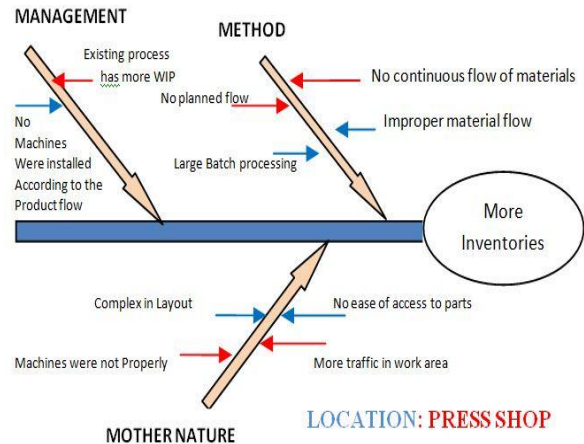 MANAGEMENT
Existing process
has more WIP
No
Machines
Were installed
According to the
Product flow
METHOD
No continuous flow of materials
No planned flow
Improper material flow
Large Batch processing
More
Inventories
Complex in Layout
No ease of access to parts
Machines were not Properly
More traffic in work area
MOTHER NATURE
LOCATION: PRESS SHOP